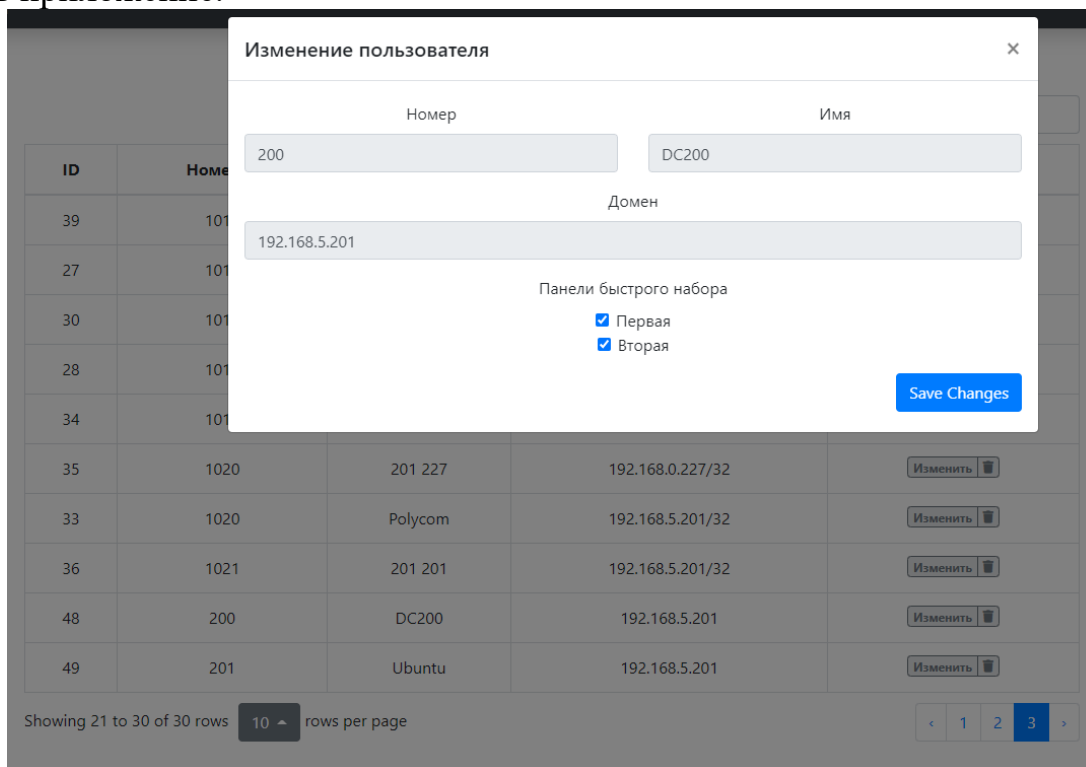 приложение.
Изменение пользователя ×
Номер Имя
200 DC200
Домен
192.168.5.201
Панели быстрого набора
Первая
Вторая
Save Changes
ID
39
27
30
28
34
35 1020 201 227 192.168.0.227/32 Изменить
33 1020 Polycom 192.168.5.201/32 Изменить
36 1021 201 201 192.168.5.201/32 Изменить
48 200 DC200 192.168.5.201 Изменить
49 201 Ubuntu 192.168.5.201 Изменить
Showing 21 to 30 of 30 rows 10 rows per page ‹ 1 2 3 ›